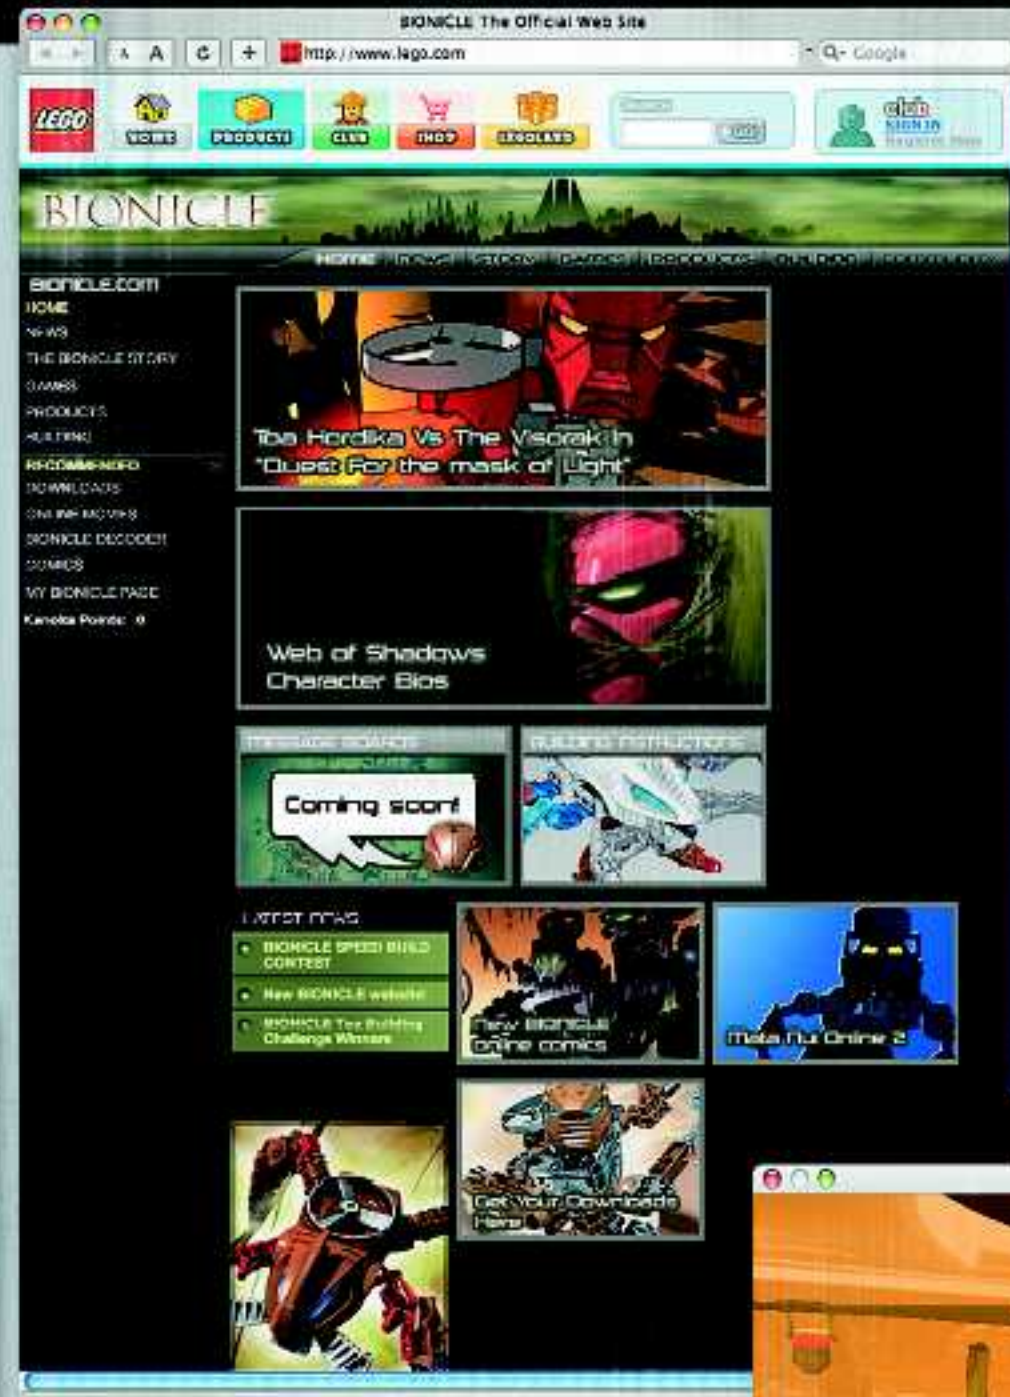 BIONICLE The Official Web Site
A A C + http://www.lego.com Google
LEGO HOME PRODUCTS CLUB SHOP LEGOLAND
club
SIGN IN
BIONICLE
HOME NEWS STORY GAMES PRODUCTS BUILDING
BIONICLE.COM
HOME
NEWS
THE BIONICLE STORY
GAMES
PRODUCTS
BUILDING
RECOMMENDED
DOWNLOADS
ONLINE MOVIES
BIONICLE DECODER
COMICS
MY BIONICLE PAGE
Kanoka Points: 0
Toa Hordika Vs The Visorak in
"Quest For the mask of Light"
Web of Shadows
Character Bios
MESSAGE BOARDS
Coming soon!
BUILDING INSTRUCTIONS
LATEST NEWS
BIONICLE SPEED BUILD
CONTEST
New BIONICLE website!
BIONICLE Toa Building
Challenge Winners
New BIONICLE
online comics
Mata Nui Online 2
Get Your Downloads
Here